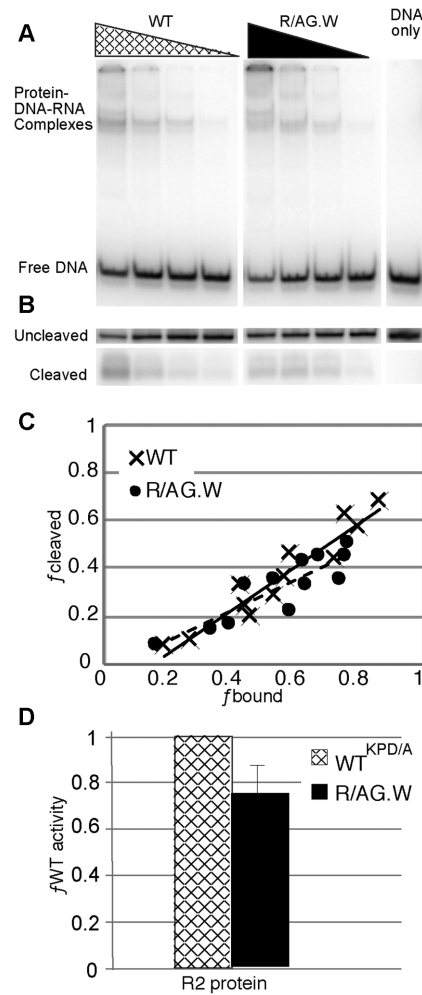 A
WT
R/AG.W
DNA
only
Protein-
DNA-RNA
Complexes
Free DNA
B
Uncleaved
Cleaved
C
1
0.8
0.6
0.4
0.2
0
WT
R/AG.W
fcleaved
0 0.2 0.4 0.6 0.8 1
fbound
D
1
0.8
0.6
0.4
0.2
0
WTKPD/A
R/AG.W
fWT activity
R2 protein